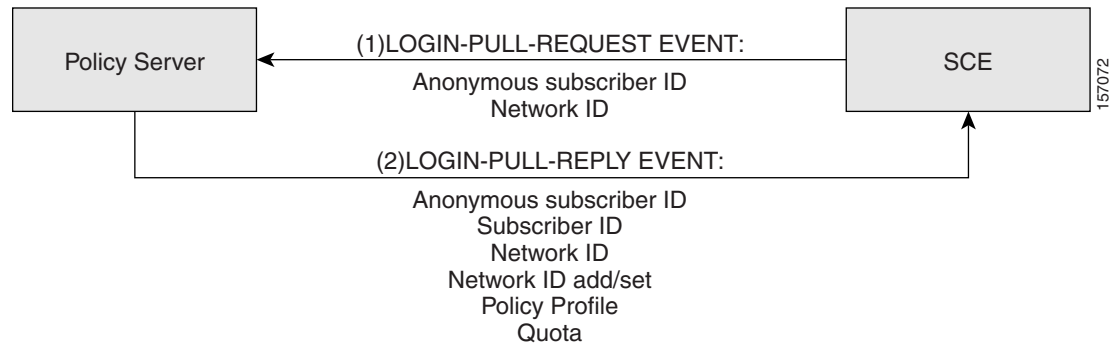 Policy Server
(1)LOGIN-PULL-REQUEST EVENT:
SCE
Anonymous subscriber ID
Network ID
157072
(2)LOGIN-PULL-REPLY EVENT:
Anonymous subscriber ID
Subscriber ID
Network ID
Network ID add/set
Policy Profile
Quota